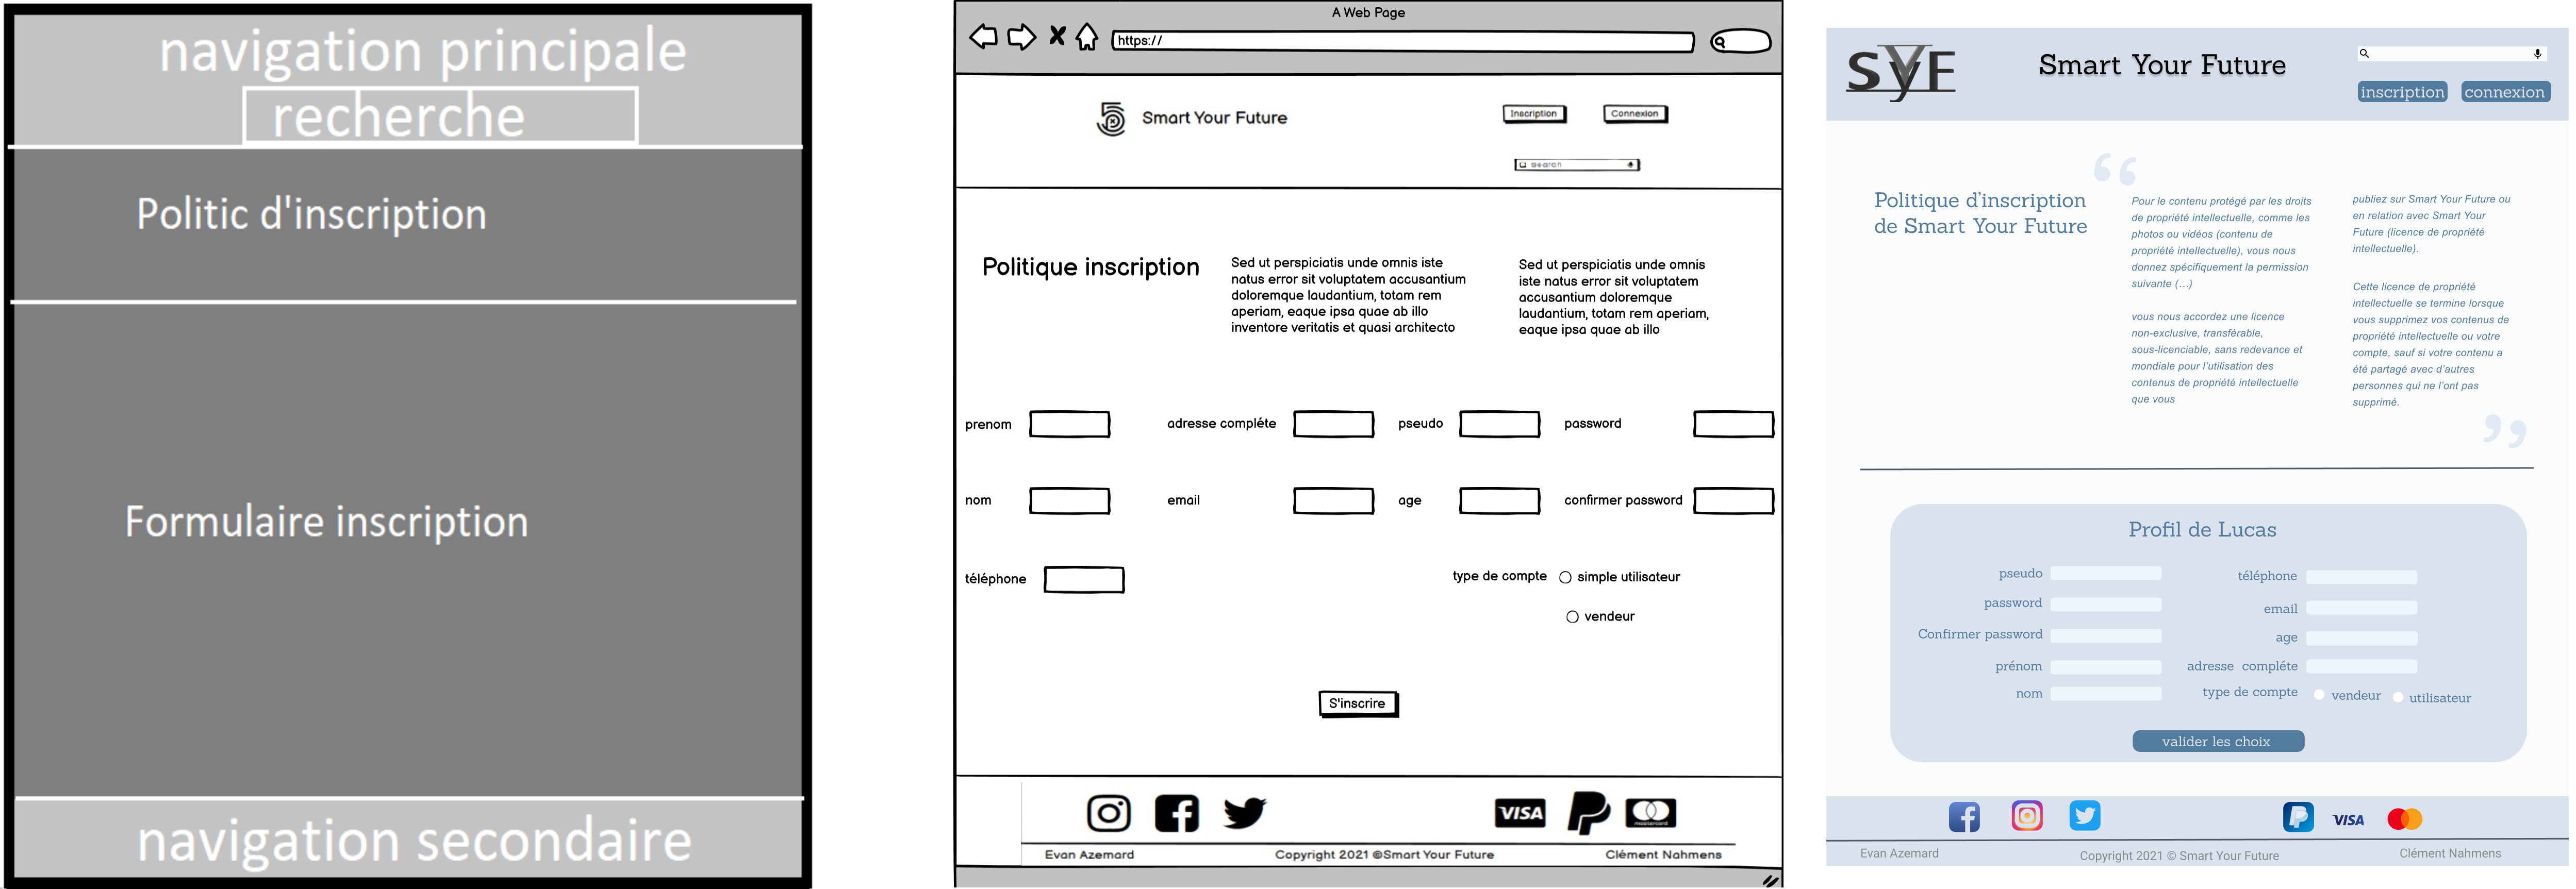 navigation principale
recherche
Politic d'inscription
Formulaire inscription
navigation secondaire
A Web Page
https://
Smart Your Future
Inscription
Connexion
search
Politique inscription
Sed ut perspiciatis unde omnis iste
natus error sit voluptatem accusantium
doloremque laudantium, totam rem
aperiam, eaque ipsa quae ab illo
inventore veritatis et quasi architecto
Sed ut perspiciatis unde omnis
iste natus error sit voluptatem
accusantium doloremque
laudantium, totam rem aperiam,
eaque ipsa quae ab illo
prenom
adresse compléte
pseudo
password
nom
email
age
confirmer password
téléphone
type de compte
simple utilisateur
vendeur
S'inscrire
VISA
mastercard
Evan Azemard
Copyright 2021 ©Smart Your Future
Clément Nahmens
SYF
Smart Your Future
inscription
connexion
“
Politique d’inscription
de Smart Your Future
Pour le contenu protégé par les droits
de propriété intellectuelle, comme les
photos ou vidéos (contenu de
propriété intellectuelle), vous nous
donnez spécifiquement la permission
suivante (…)
vous nous accordez une licence
non-exclusive, transférable,
sous-licenciable, sans redevance et
mondiale pour l’utilisation des
contenus de propriété intellectuelle
que vous
publiez sur Smart Your Future ou
en relation avec Smart Your
Future (licence de propriété
intellectuelle).
Cette licence de propriété
intellectuelle se termine lorsque
vous supprimez vos contenus de
propriété intellectuelle ou votre
compte, sauf si votre contenu a
été partagé avec d’autres
personnes qui ne l’ont pas
supprimé.
”
Profil de Lucas
pseudo
password
Confirmer password
prénom
nom
téléphone
email
age
adresse compléte
type de compte
vendeur
utilisateur
valider les choix
VISA
Evan Azemard
Copyright 2021 © Smart Your Future
Clément Nahmens